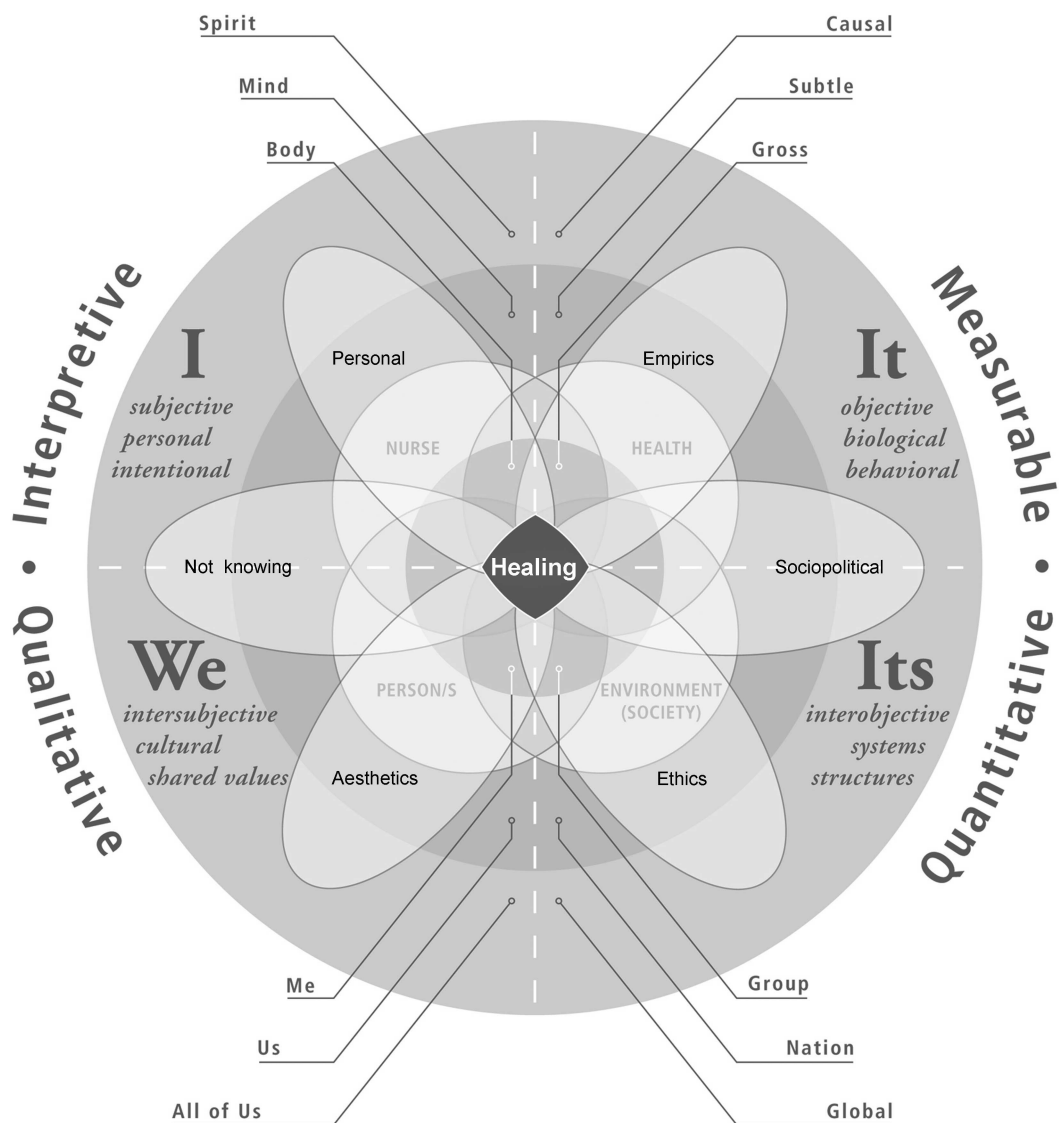 Spirit
Causal
Mind
Subtle
Body
Gross
Interpretive
Measurable
I
subjective
personal
intentional
It
objective
biological
behavioral
Personal
Empirics
NURSE
HEALTH
Not knowing
Healing
Sociopolitical
•
•
Qualitative
Quantitative
We
intersubjective
cultural
shared values
Its
interobjective
systems
structures
PERSON/S
ENVIRONMENT
(SOCIETY)
Aesthetics
Ethics
Me
Group
Us
Nation
All of Us
Global